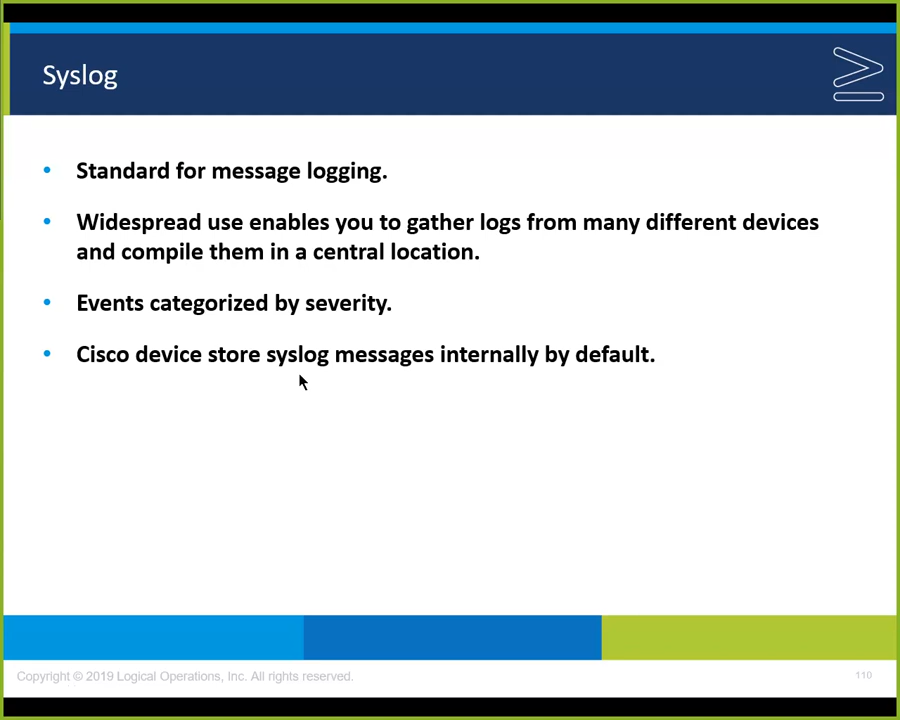 Syslog
• Standard for message logging.
• Widespread use enables you to gather logs from many different devices
and compile them in a central location.
• Events categorized by severity.
• Cisco device store syslog messages internally by default.
Copyright © 2019 Logical Operations, Inc. All rights reserved.
110